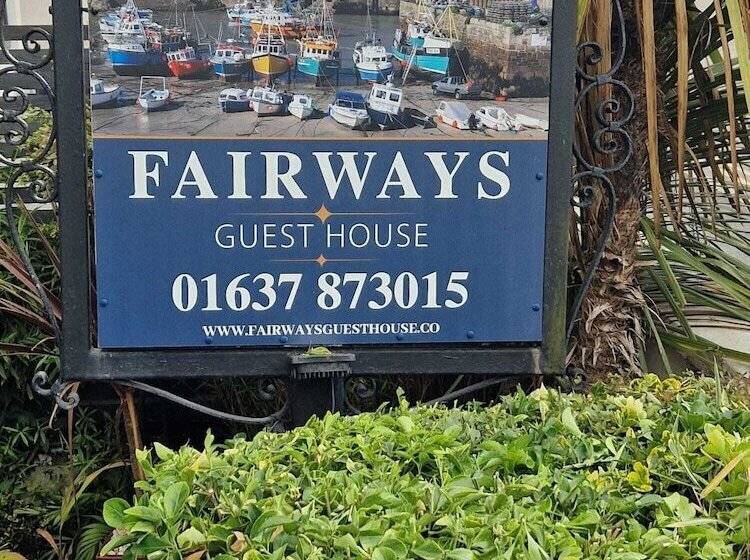 FAIRWAYS
GUEST HOUSE
01637 873015
WWW.FAIRWAYSGUESTHOUSE.CO